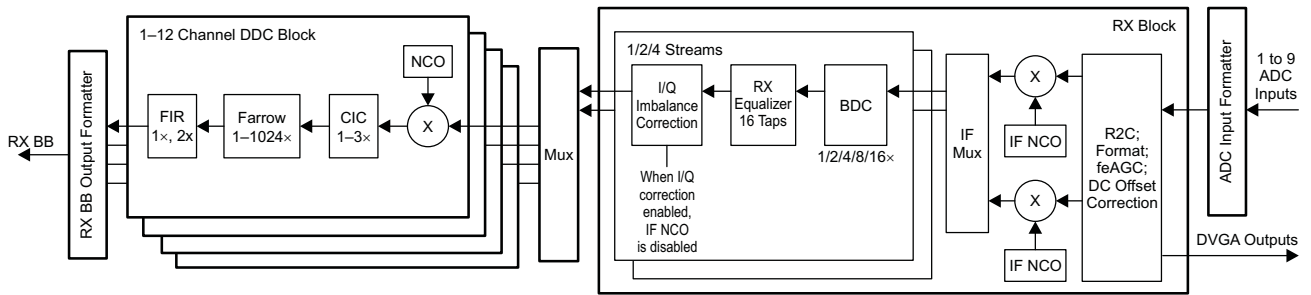 1–12 Channel DDC Block
NCO
FIR
1×, 2x
Farrow
1–1024×
CIC
1–3×
X
RX BB
RX BB Output Formatter
Mux
RX Block
1/2/4 Streams
I/Q
Imbalance
Correction
RX
Equalizer
16 Taps
BDC
1/2/4/8/16×
When I/Q
correction
enabled,
IF NCO
is disabled
IF
Mux
X
IF NCO
X
IF NCO
R2C;
Format;
feAGC;
DC Offset
Correction
ADC Input Formatter
1 to 9
ADC
Inputs
DVGA Outputs